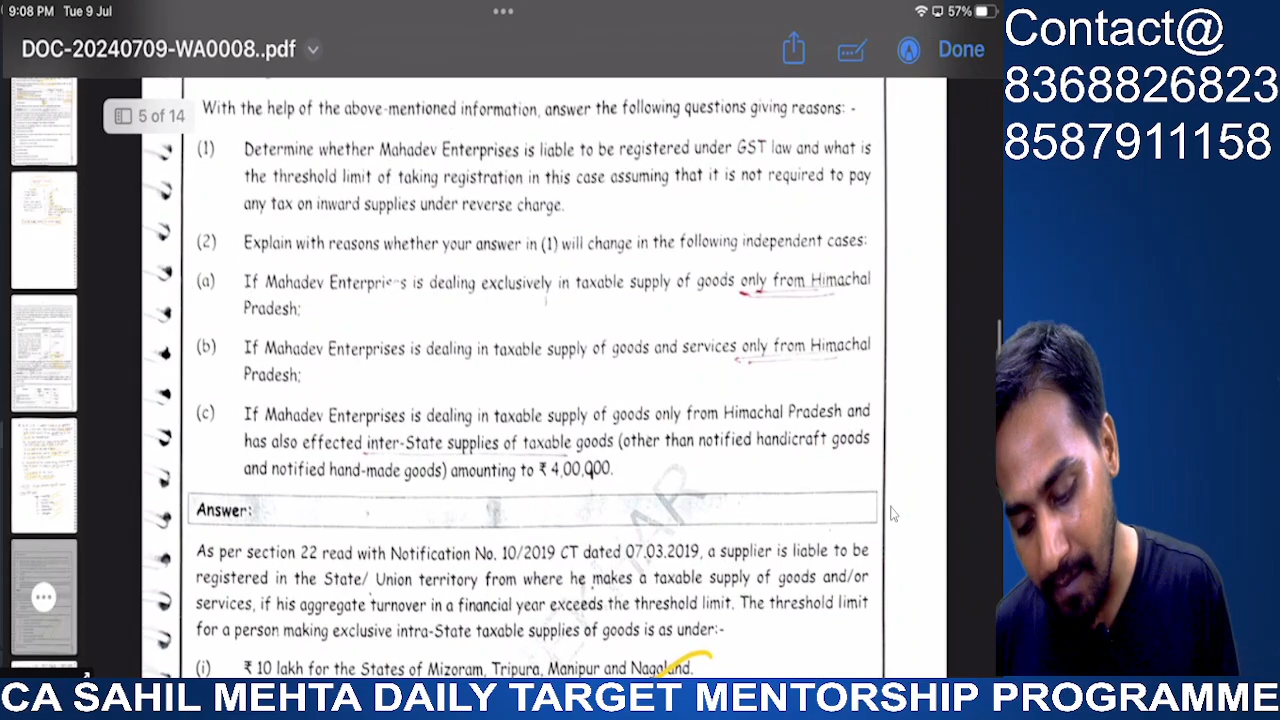 9:08 PM Tue 9 Jul
57%
DOC-20240709-WA0008..pdf
Done
Contact@
8368826823
8587911158
5 of 14
With the help of the above mentioned information, answer the following questions giving reasons: -
(1) Determine whether Mahadev Enterprises is liable to be registered under GST law and what is
the threshold limit of taking registration in this case assuming that it is not required to pay
any tax on inward supplies under reverse charge.
(2) Explain with reasons whether your answer in (1) will change in the following independent cases:
(a) If Mahadev Enterprises is dealing exclusively in taxable supply of goods only from Himachal
Pradesh;
(b) If Mahadev Enterprises is dealing in taxable supply of goods and services only from Himachal
Pradesh;
(c) If Mahadev Enterprises is dealing in taxable supply of goods only from Himachal Pradesh and
has also effected inter-State supplies of taxable goods (other than notified handicraft goods
and notified hand-made goods) amounting to ₹ 4,00,000.
Answer:
As per section 22 read with Notification No. 10/2019 CT dated 07.03.2019, a supplier is liable to be
registered in the State/ Union territory from where he makes a taxable supply of goods and/or
services, if his aggregate turnover in a financial year exceeds the threshold limit. The threshold limit
for a person making exclusive intra-State taxable supplies of goods is as under:-
(i) ₹ 10 lakh for the States of Mizoram, Tripura, Manipur and Nagaland.
CA SAHIL MEHTA DAILY TARGET MENTORSHIP PROGRAMME